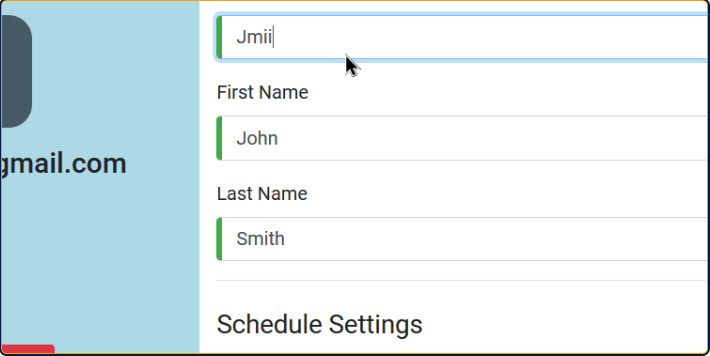 Jmii
First Name
John
gmail.com
Last Name
Smith
Schedule Settings